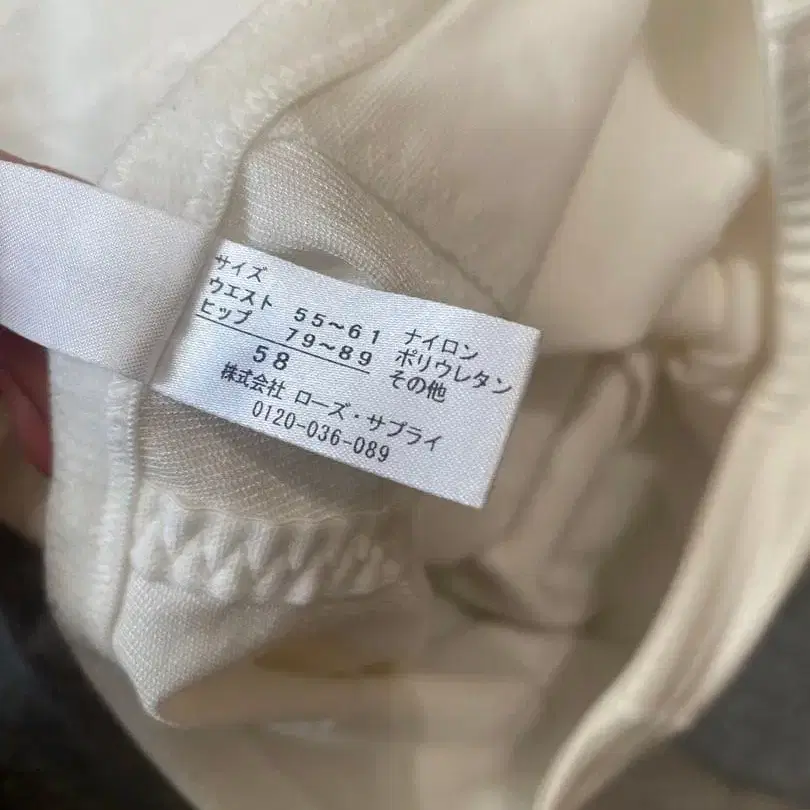 サイズ
ウエスト 55~61 ナイロン
ヒップ 79~89 ポリウレタン
58 その他
株式会社 ローズ・サプライ
0120-036-089